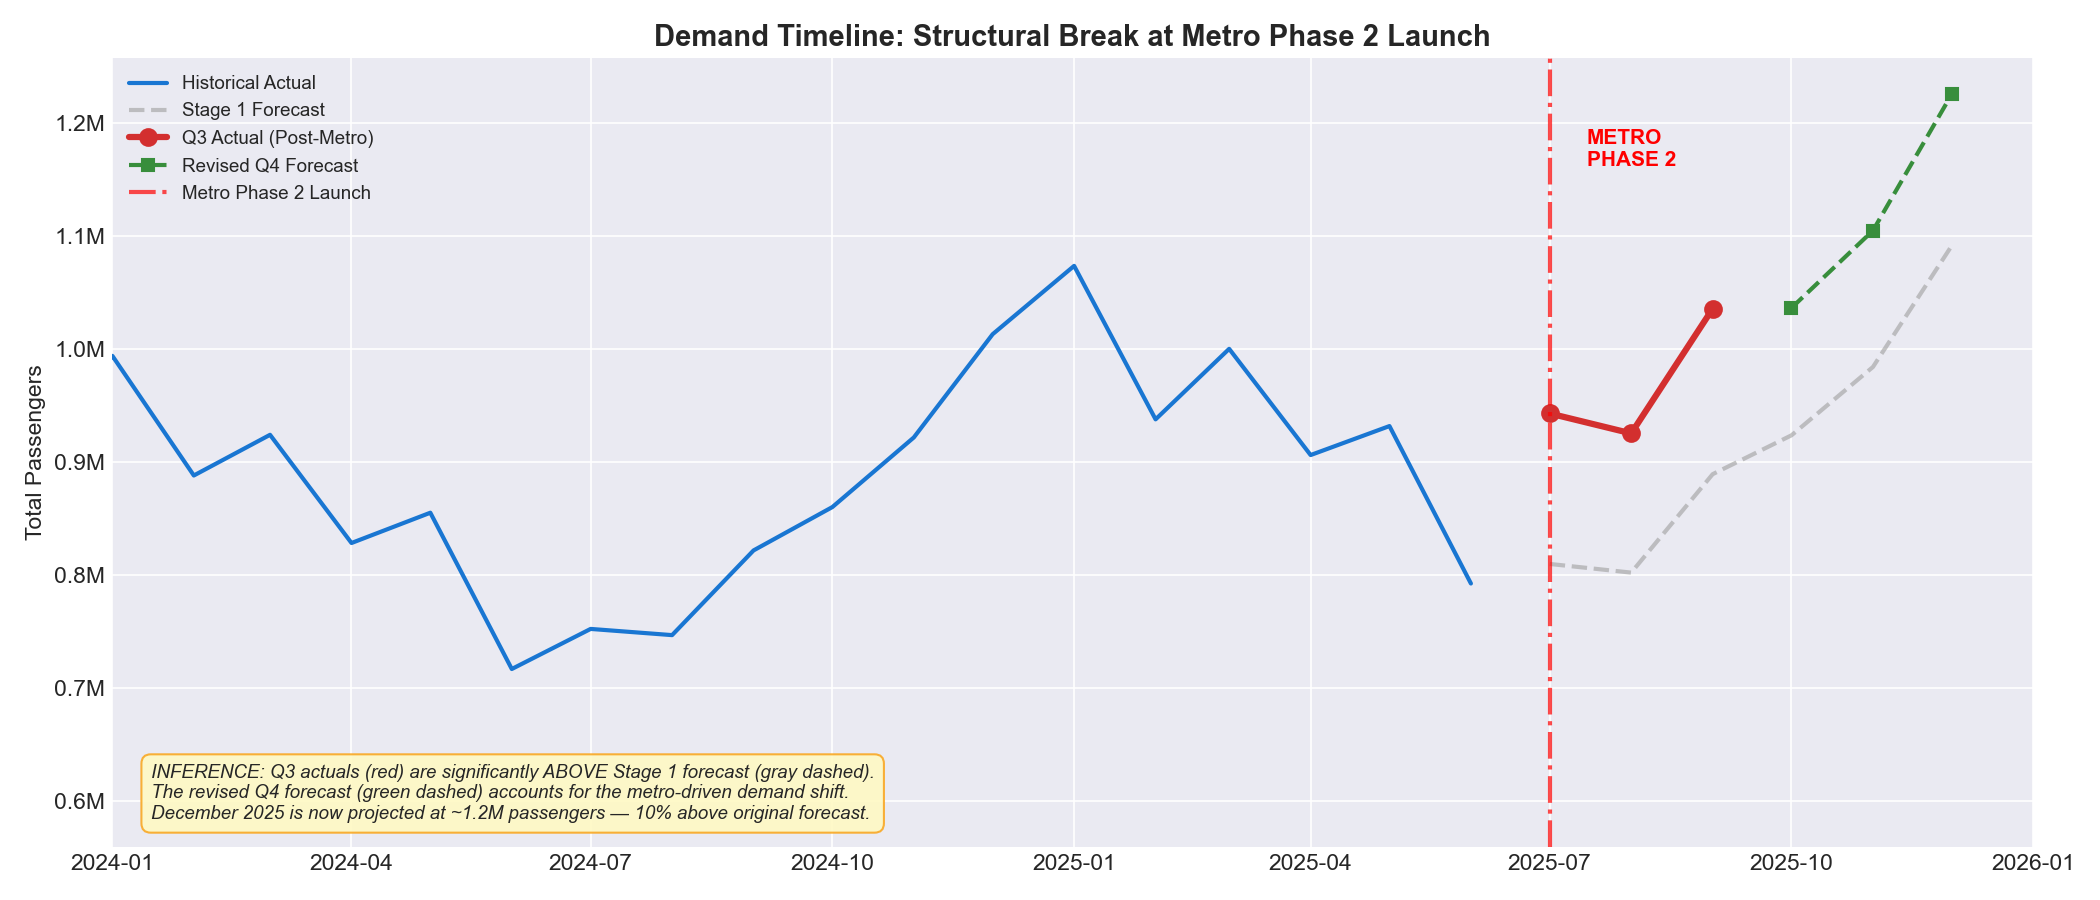 Demand Timeline: Structural Break at Metro Phase 2 Launch
Historical Actual
Stage 1 Forecast
Q3 Actual (Post-Metro)
Revised Q4 Forecast
Metro Phase 2 Launch
METRO
PHASE 2
Total Passengers
1.2M
1.1M
1.0M
0.9M
0.8M
0.7M
0.6M
INFERENCE: Q3 actuals (red) are significantly ABOVE Stage 1 forecast (gray dashed).
The revised Q4 forecast (green dashed) accounts for the metro-driven demand shift.
December 2025 is now projected at ~1.2M passengers — 10% above original forecast.
2024-01
2024-04
2024-07
2024-10
2025-01
2025-04
2025-07
2025-10
2026-01